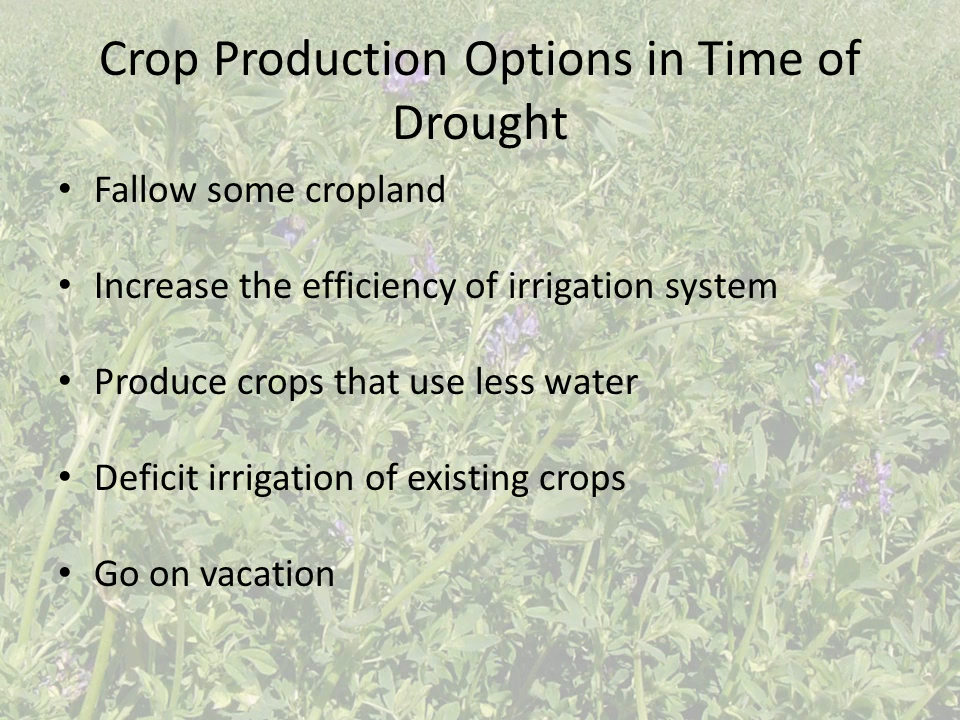 Crop Production Options in Time of
Drought
• Fallow some cropland
• Increase the efficiency of irrigation system
• Produce crops that use less water
• Deficit irrigation of existing crops
• Go on vacation